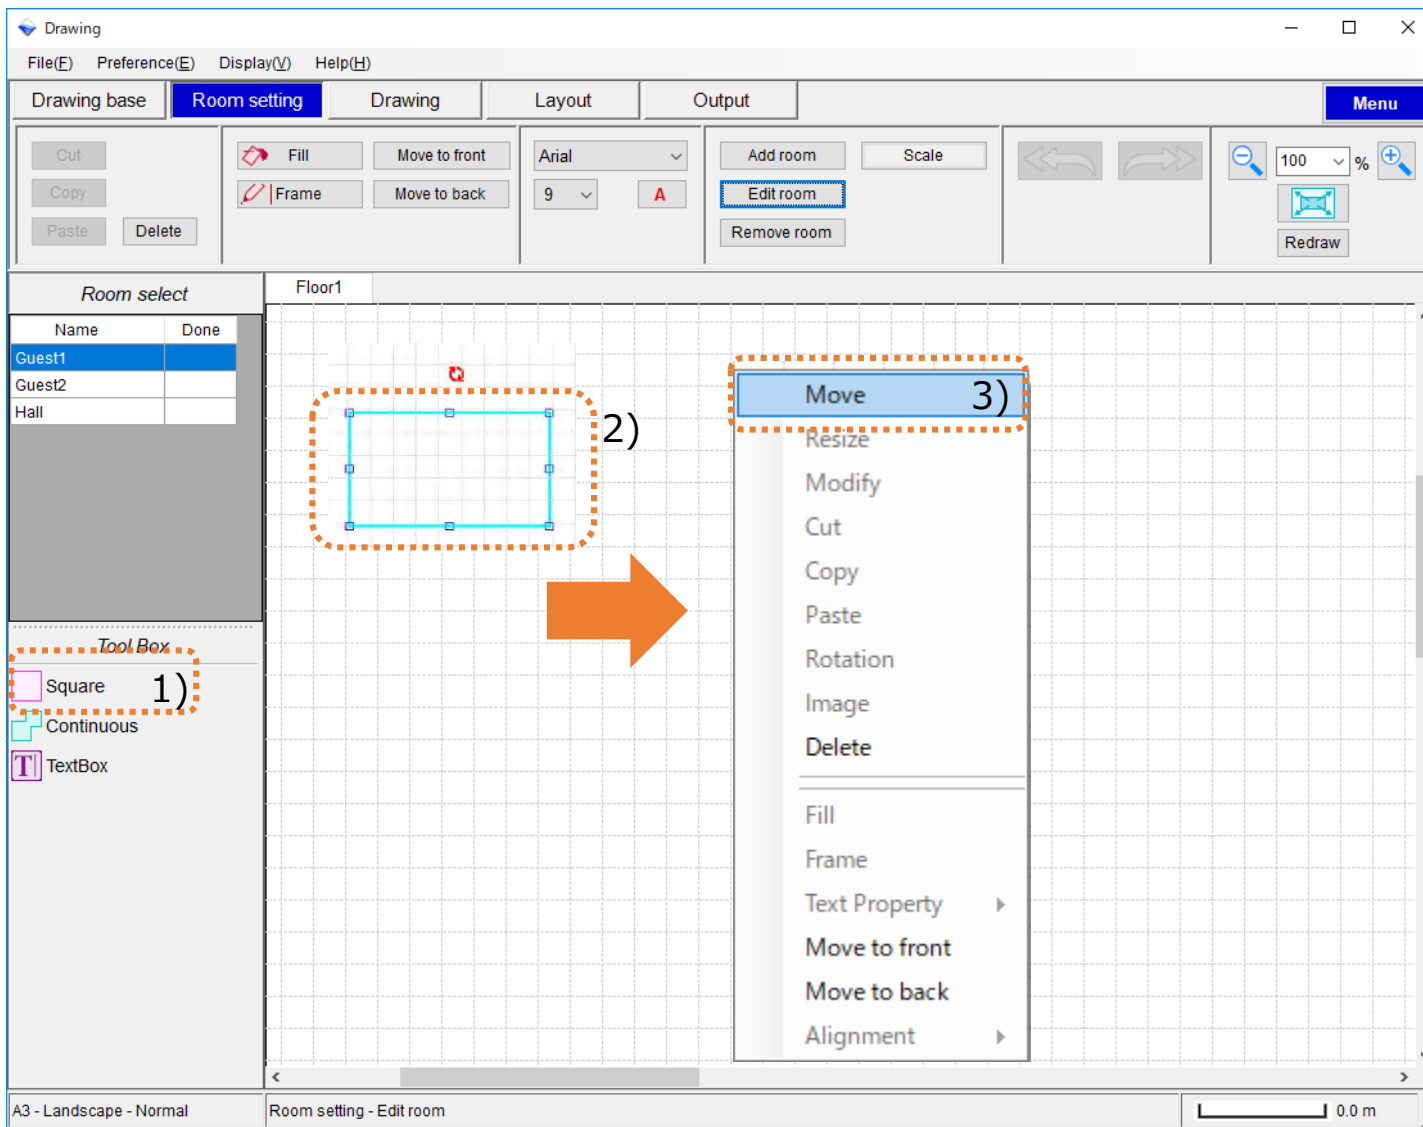 Drawing
File(F) Preference(E) Display(V) Help(H)
Drawing base Room setting Drawing Layout Output Menu
Cut Fill Move to front Arial Add room Scale 100 %
Copy Frame Move to back 9 A Edit room
Paste Delete Remove room Redraw
Room select Floor1
Name Done
Guest1
Guest2
Hall
2)
Move 3)
Resize
Modify
Cut
Copy
Paste
Rotation
Image
Delete
Fill
Frame
Text Property
Move to front
Move to back
Alignment
Tool Box
Square 1)
Continuous
T TextBox
A3 - Landscape - Normal Room setting - Edit room 0.0 m